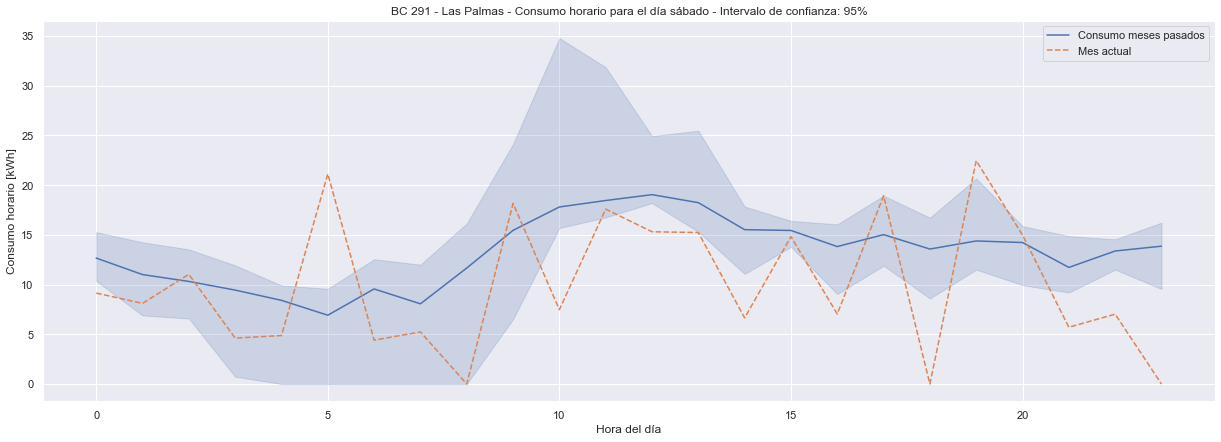 BC 291 - Las Palmas - Consumo horario para el día sábado - Intervalo de confianza: 95%
Consumo meses pasados
Mes actual
Consumo horario [kWh]
35
30
25
20
15
10
5
0
0 5 10 15 20
Hora del día